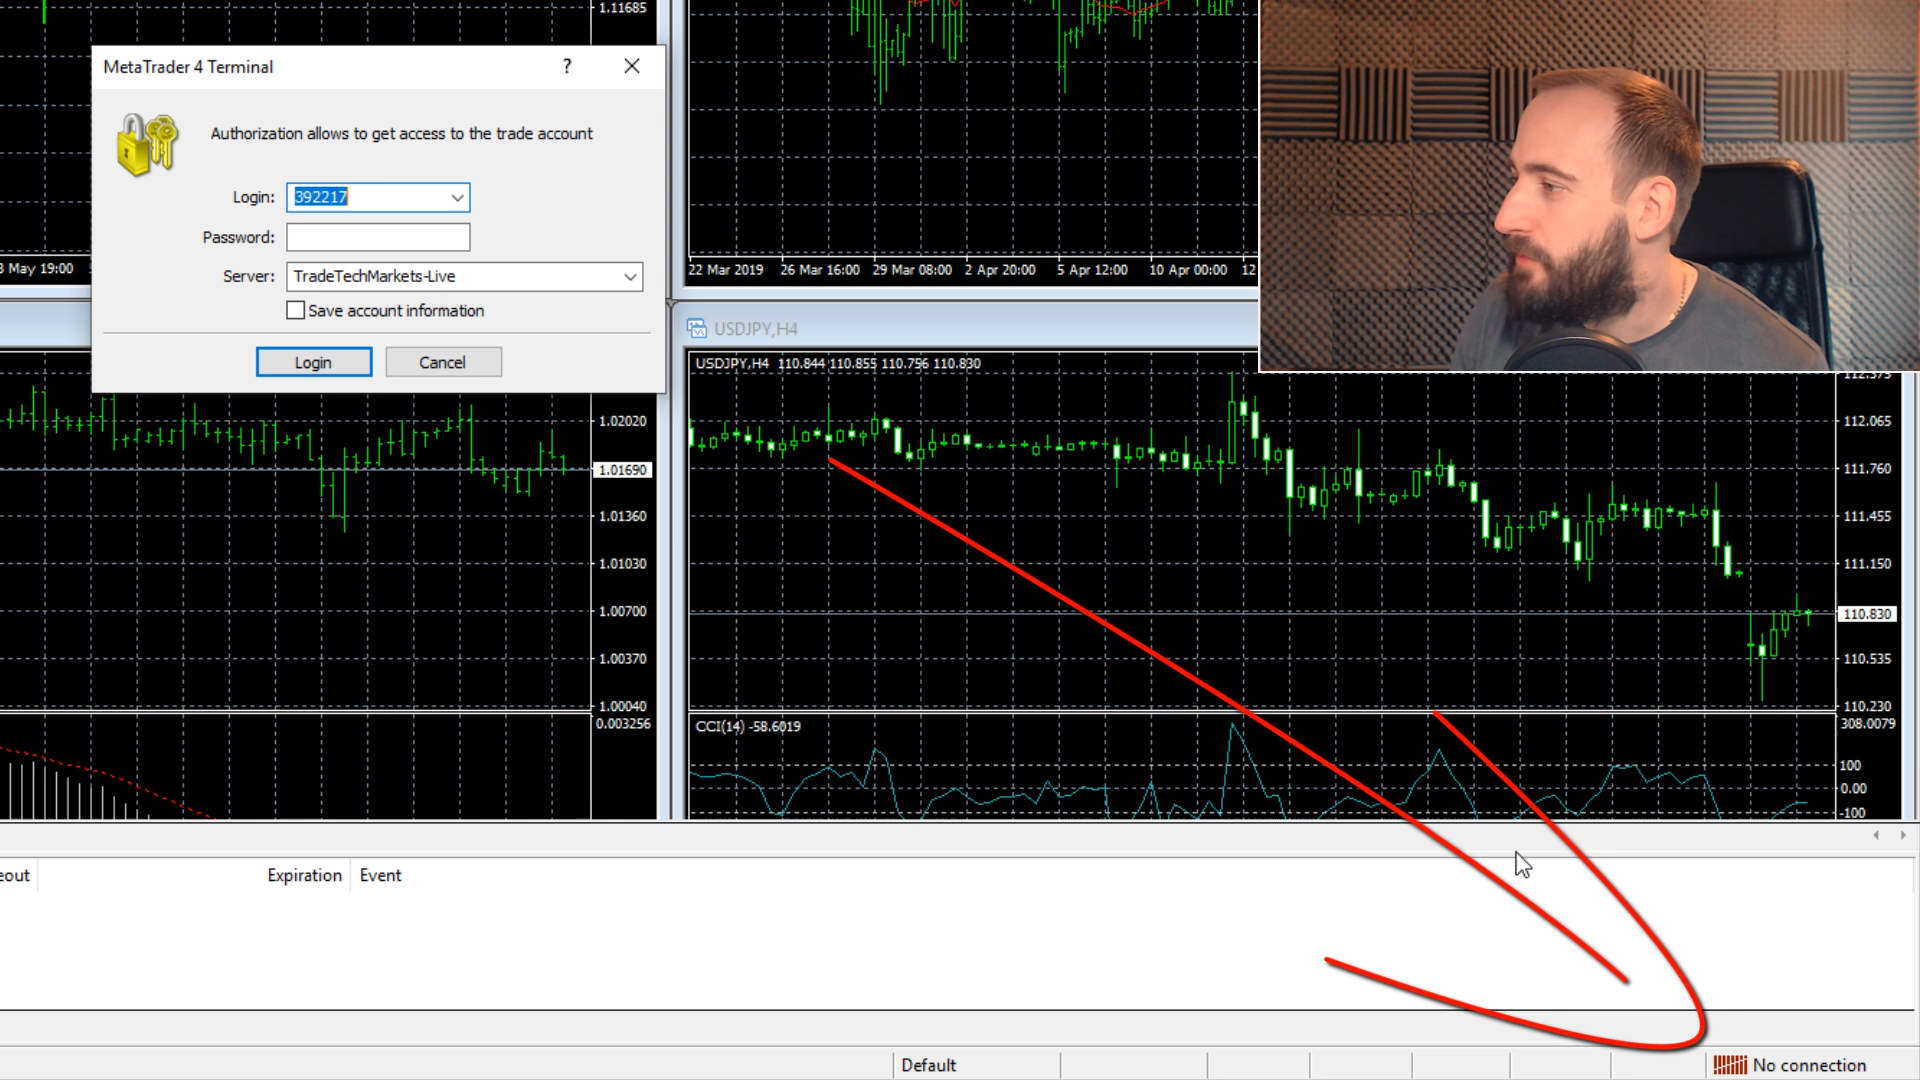 1.11685
MetaTrader 4 Terminal
?
Authorization allows to get access to the trade account
Login:
392217
Password:
Server:
TradeTechMarkets-Live
Save account information
Login
Cancel
May 19:00
22 Mar 2019
26 Mar 16:00
29 Mar 08:00
2 Apr 20:00
5 Apr 12:00
10 Apr 00:00
12
USDJPY,H4
USDJPY,H4 110.844 110.855 110.756 110.830
1.02020
1.01690
1.01360
1.01030
1.00700
1.00370
1.00040
0.003256
112.375
112.065
111.760
111.455
111.150
110.830
110.535
110.230
CCI(14) -58.6019
308.0079
100
0.00
-100
eout
Expiration
Event
Default
No connection